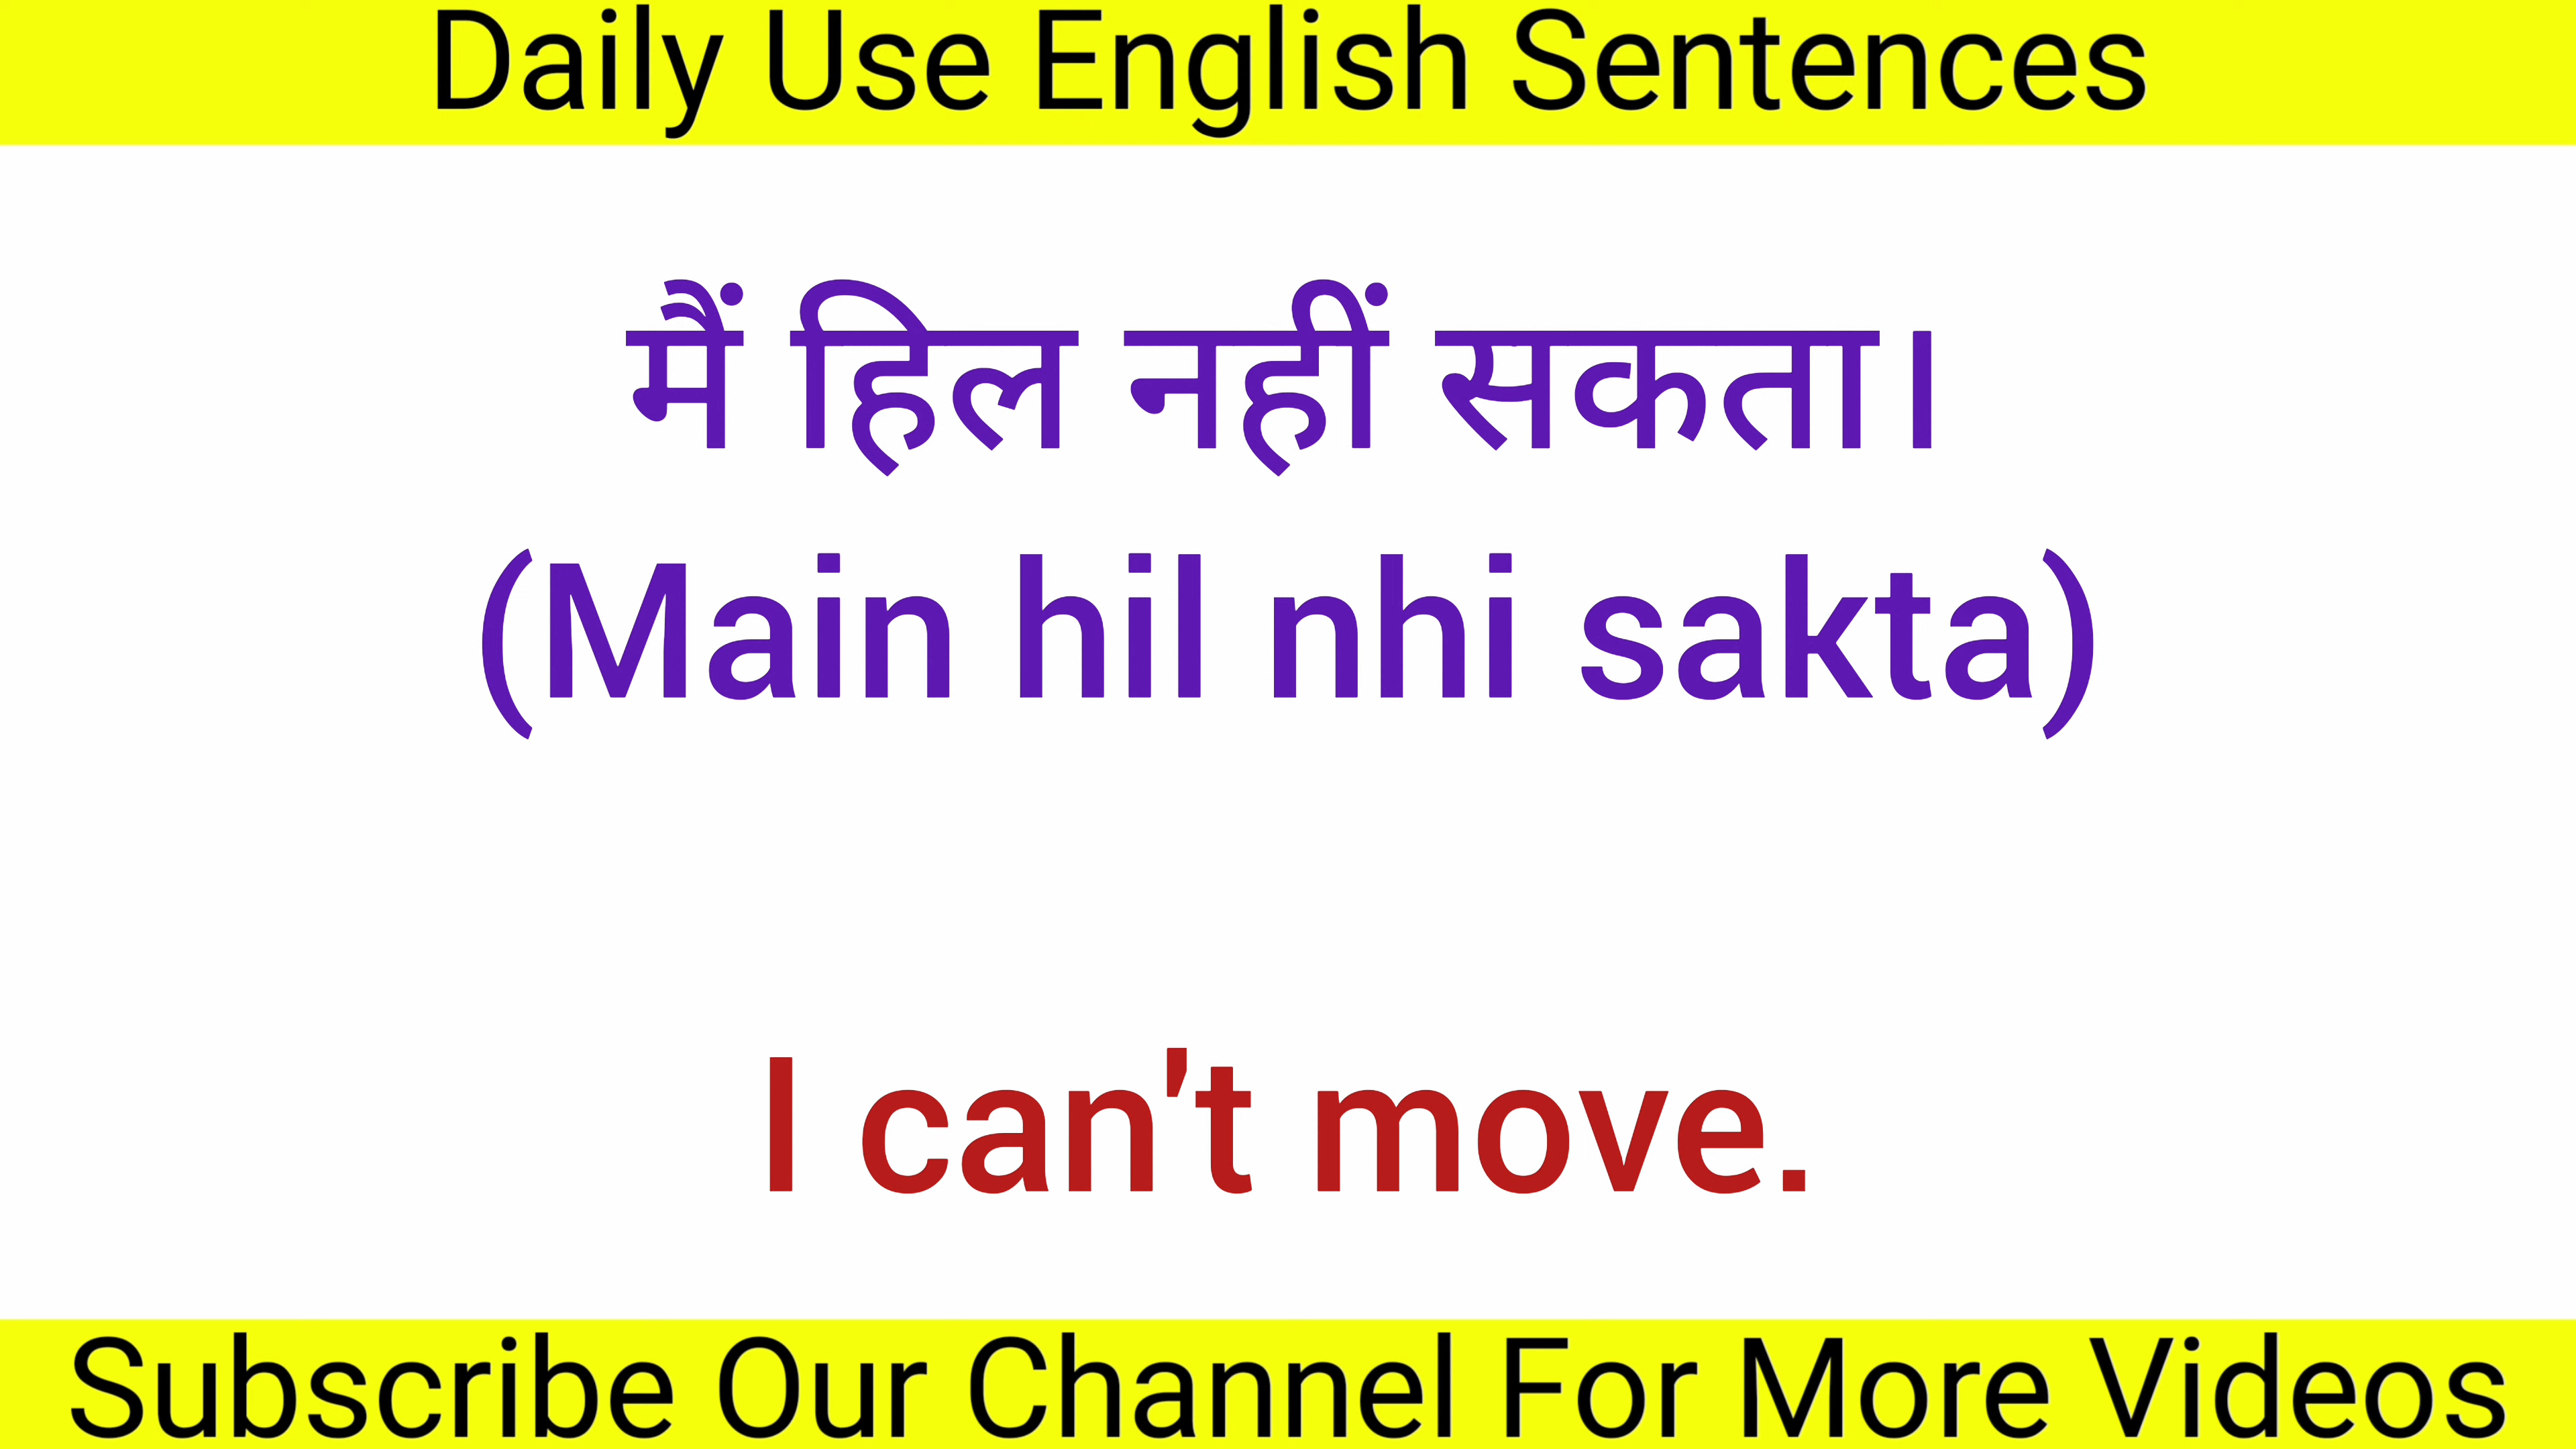 Daily Use English Sentences
मैं हिल नहीं सकता।
(Main hil nhi sakta)
I can't move.
Subscribe Our Channel For More Videos